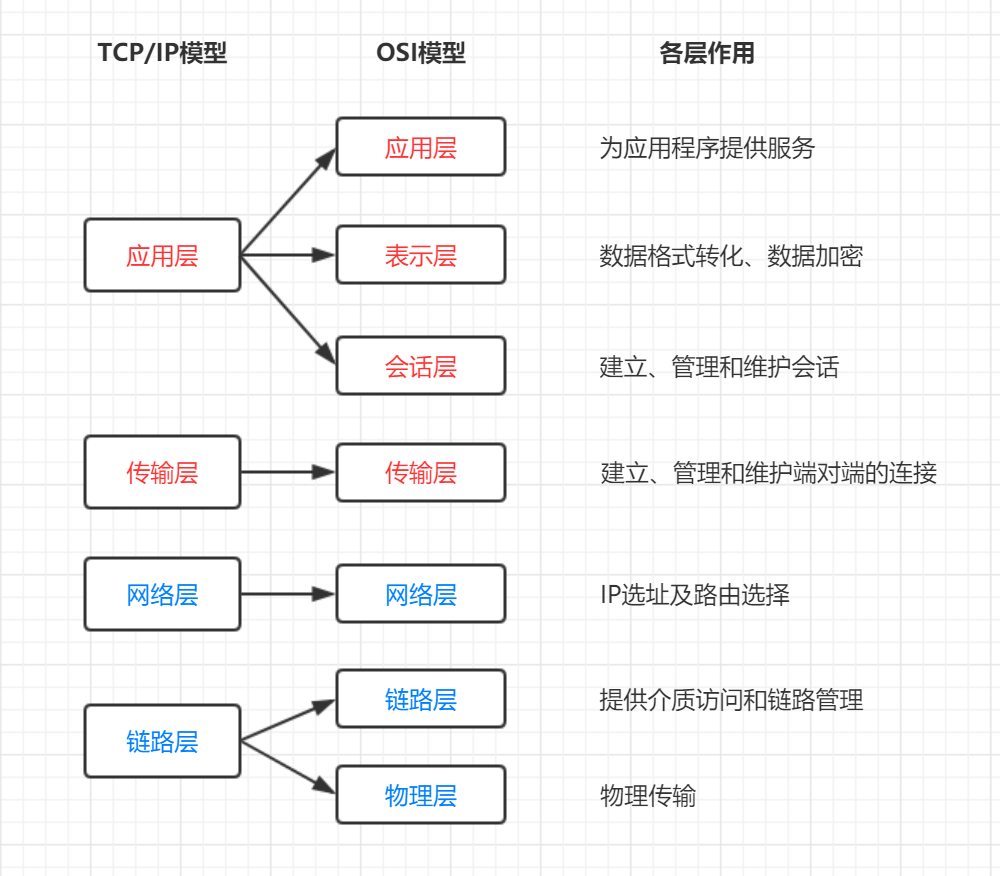 TCP/IP模型 OSI模型 各层作用
应用层 为应用程序提供服务
应用层 表示层 数据格式转化、数据加密
会话层 建立、管理和维护会话
传输层 传输层 建立、管理和维护端对端的连接
网络层 网络层 IP选址及路由选择
链路层 提供介质访问和链路管理
链路层
物理层 物理传输